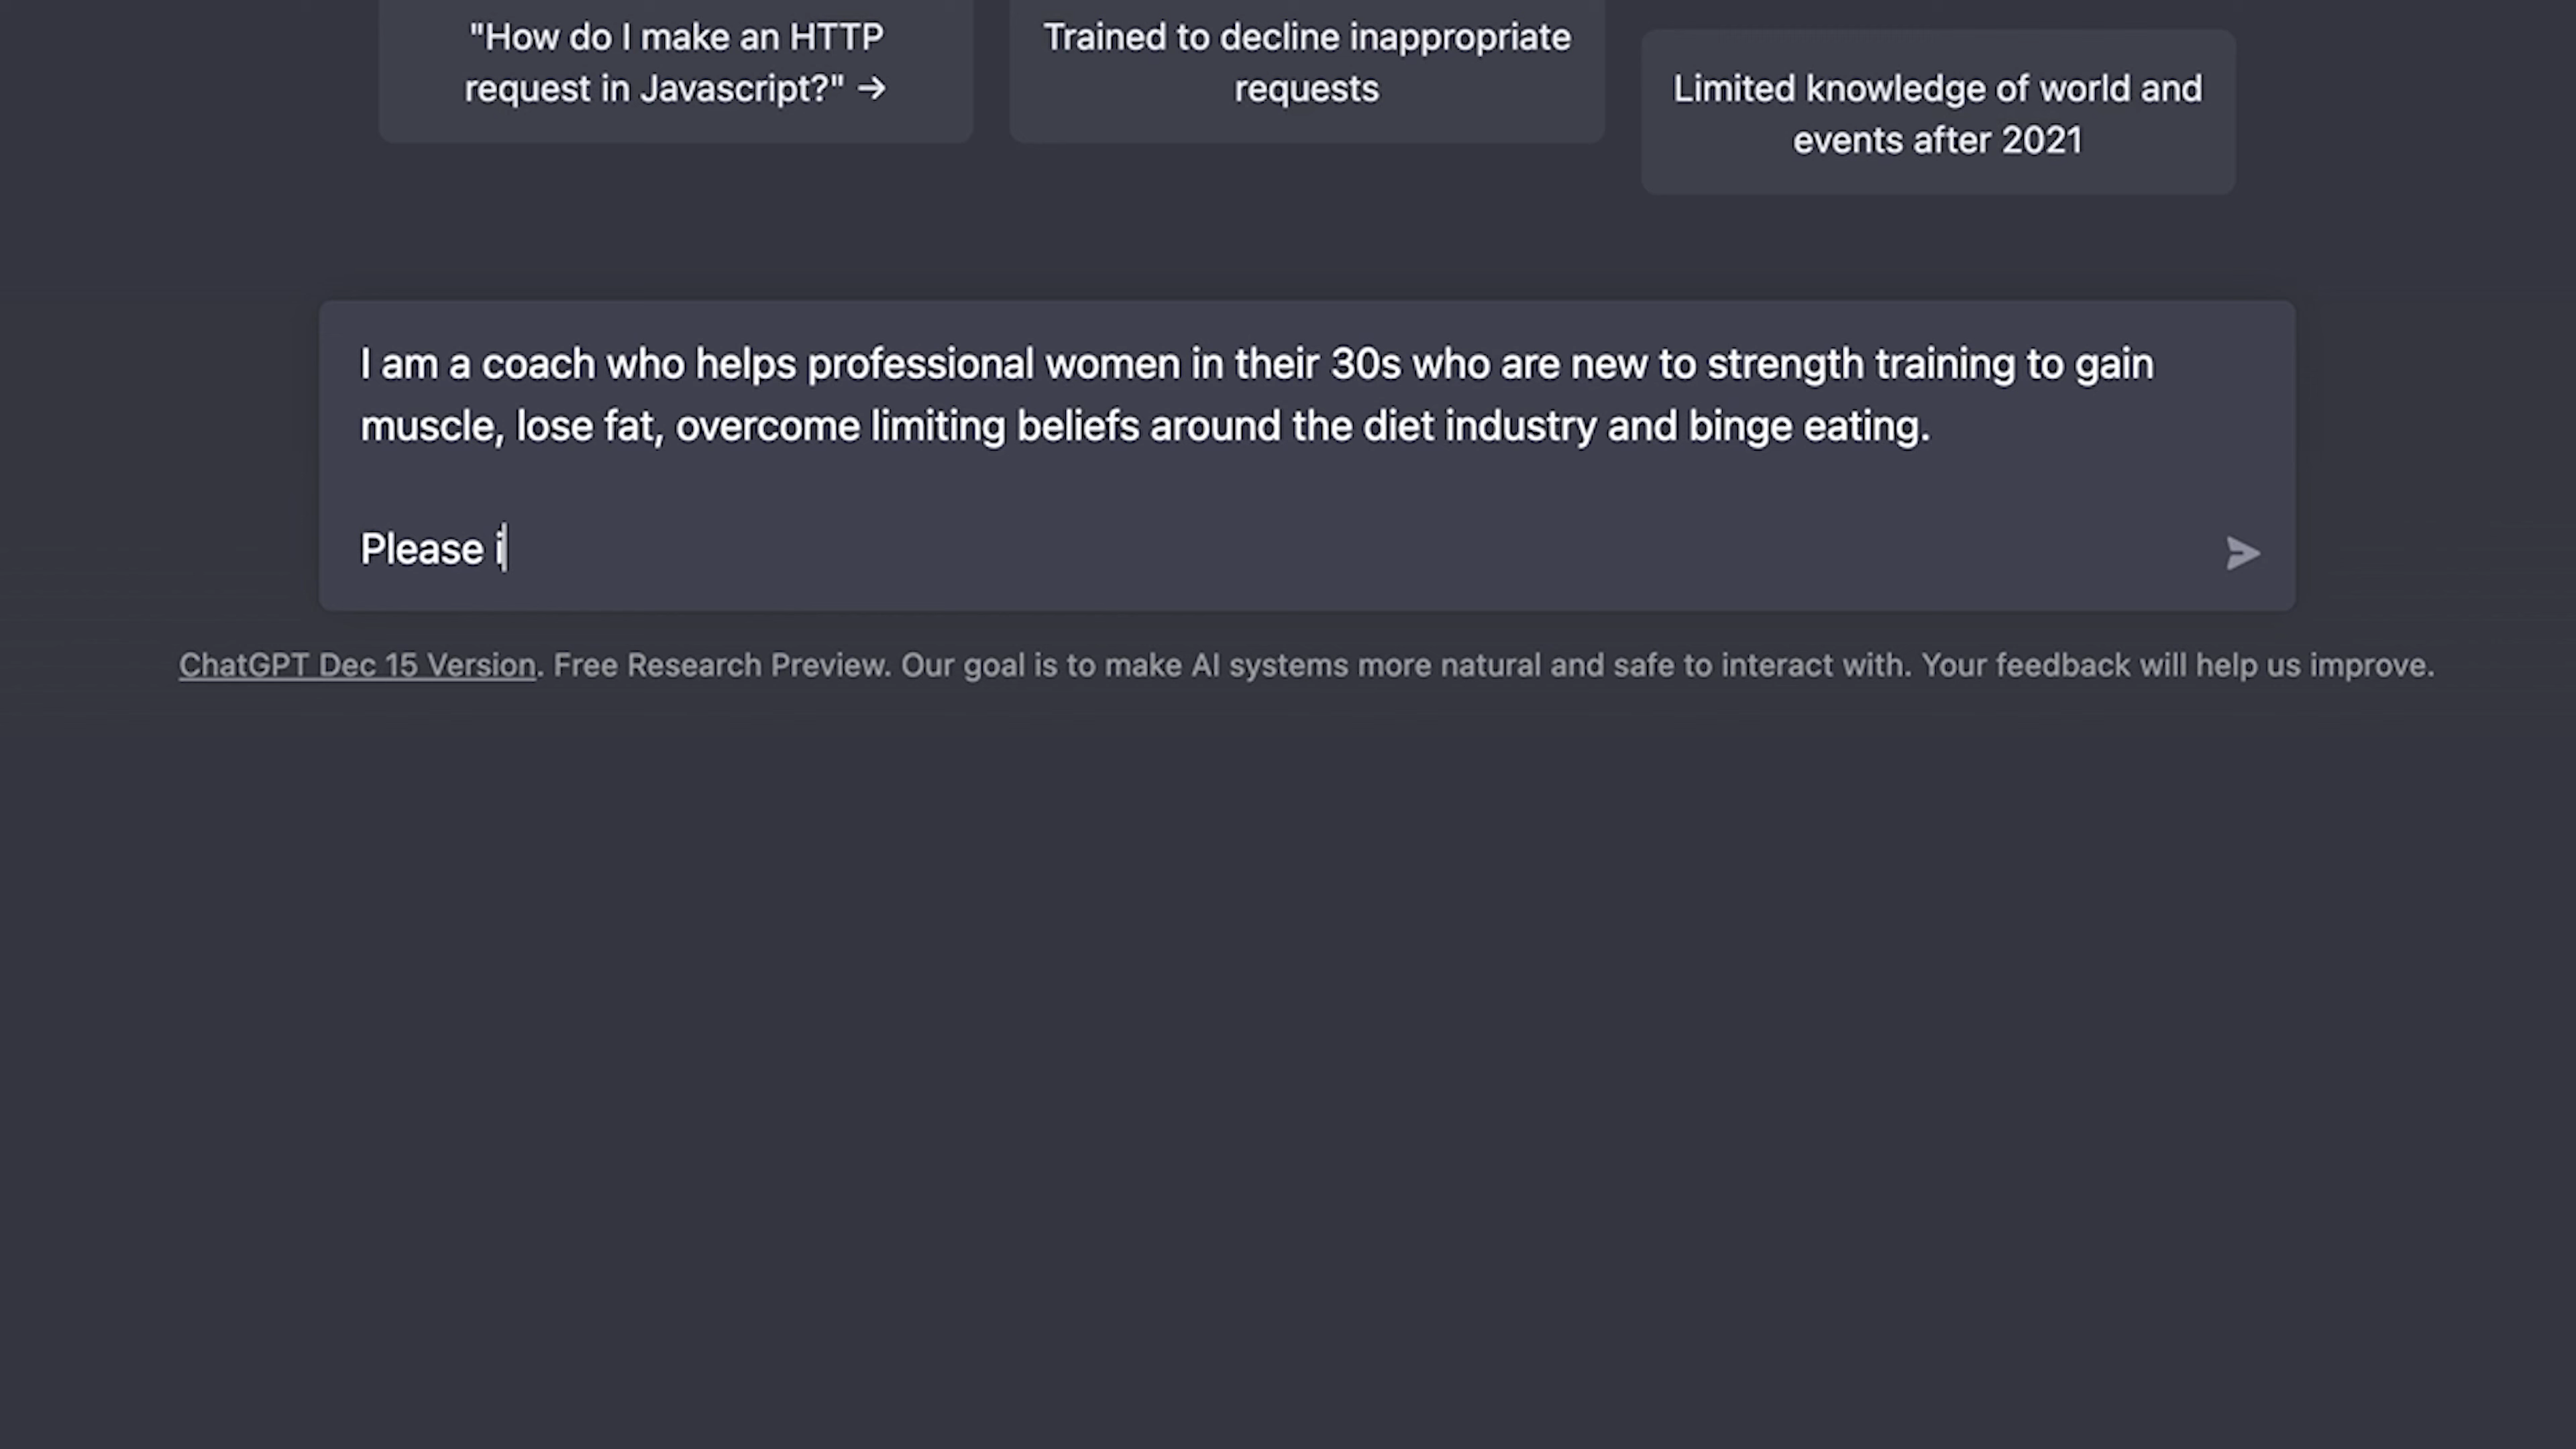 "How do I make an HTTP
request in Javascript?" →
Trained to decline inappropriate
requests
Limited knowledge of world and
events after 2021
I am a coach who helps professional women in their 30s who are new to strength training to gain
muscle, lose fat, overcome limiting beliefs around the diet industry and binge eating.
Please i
ChatGPT Dec 15 Version. Free Research Preview. Our goal is to make AI systems more natural and safe to interact with. Your feedback will help us improve.